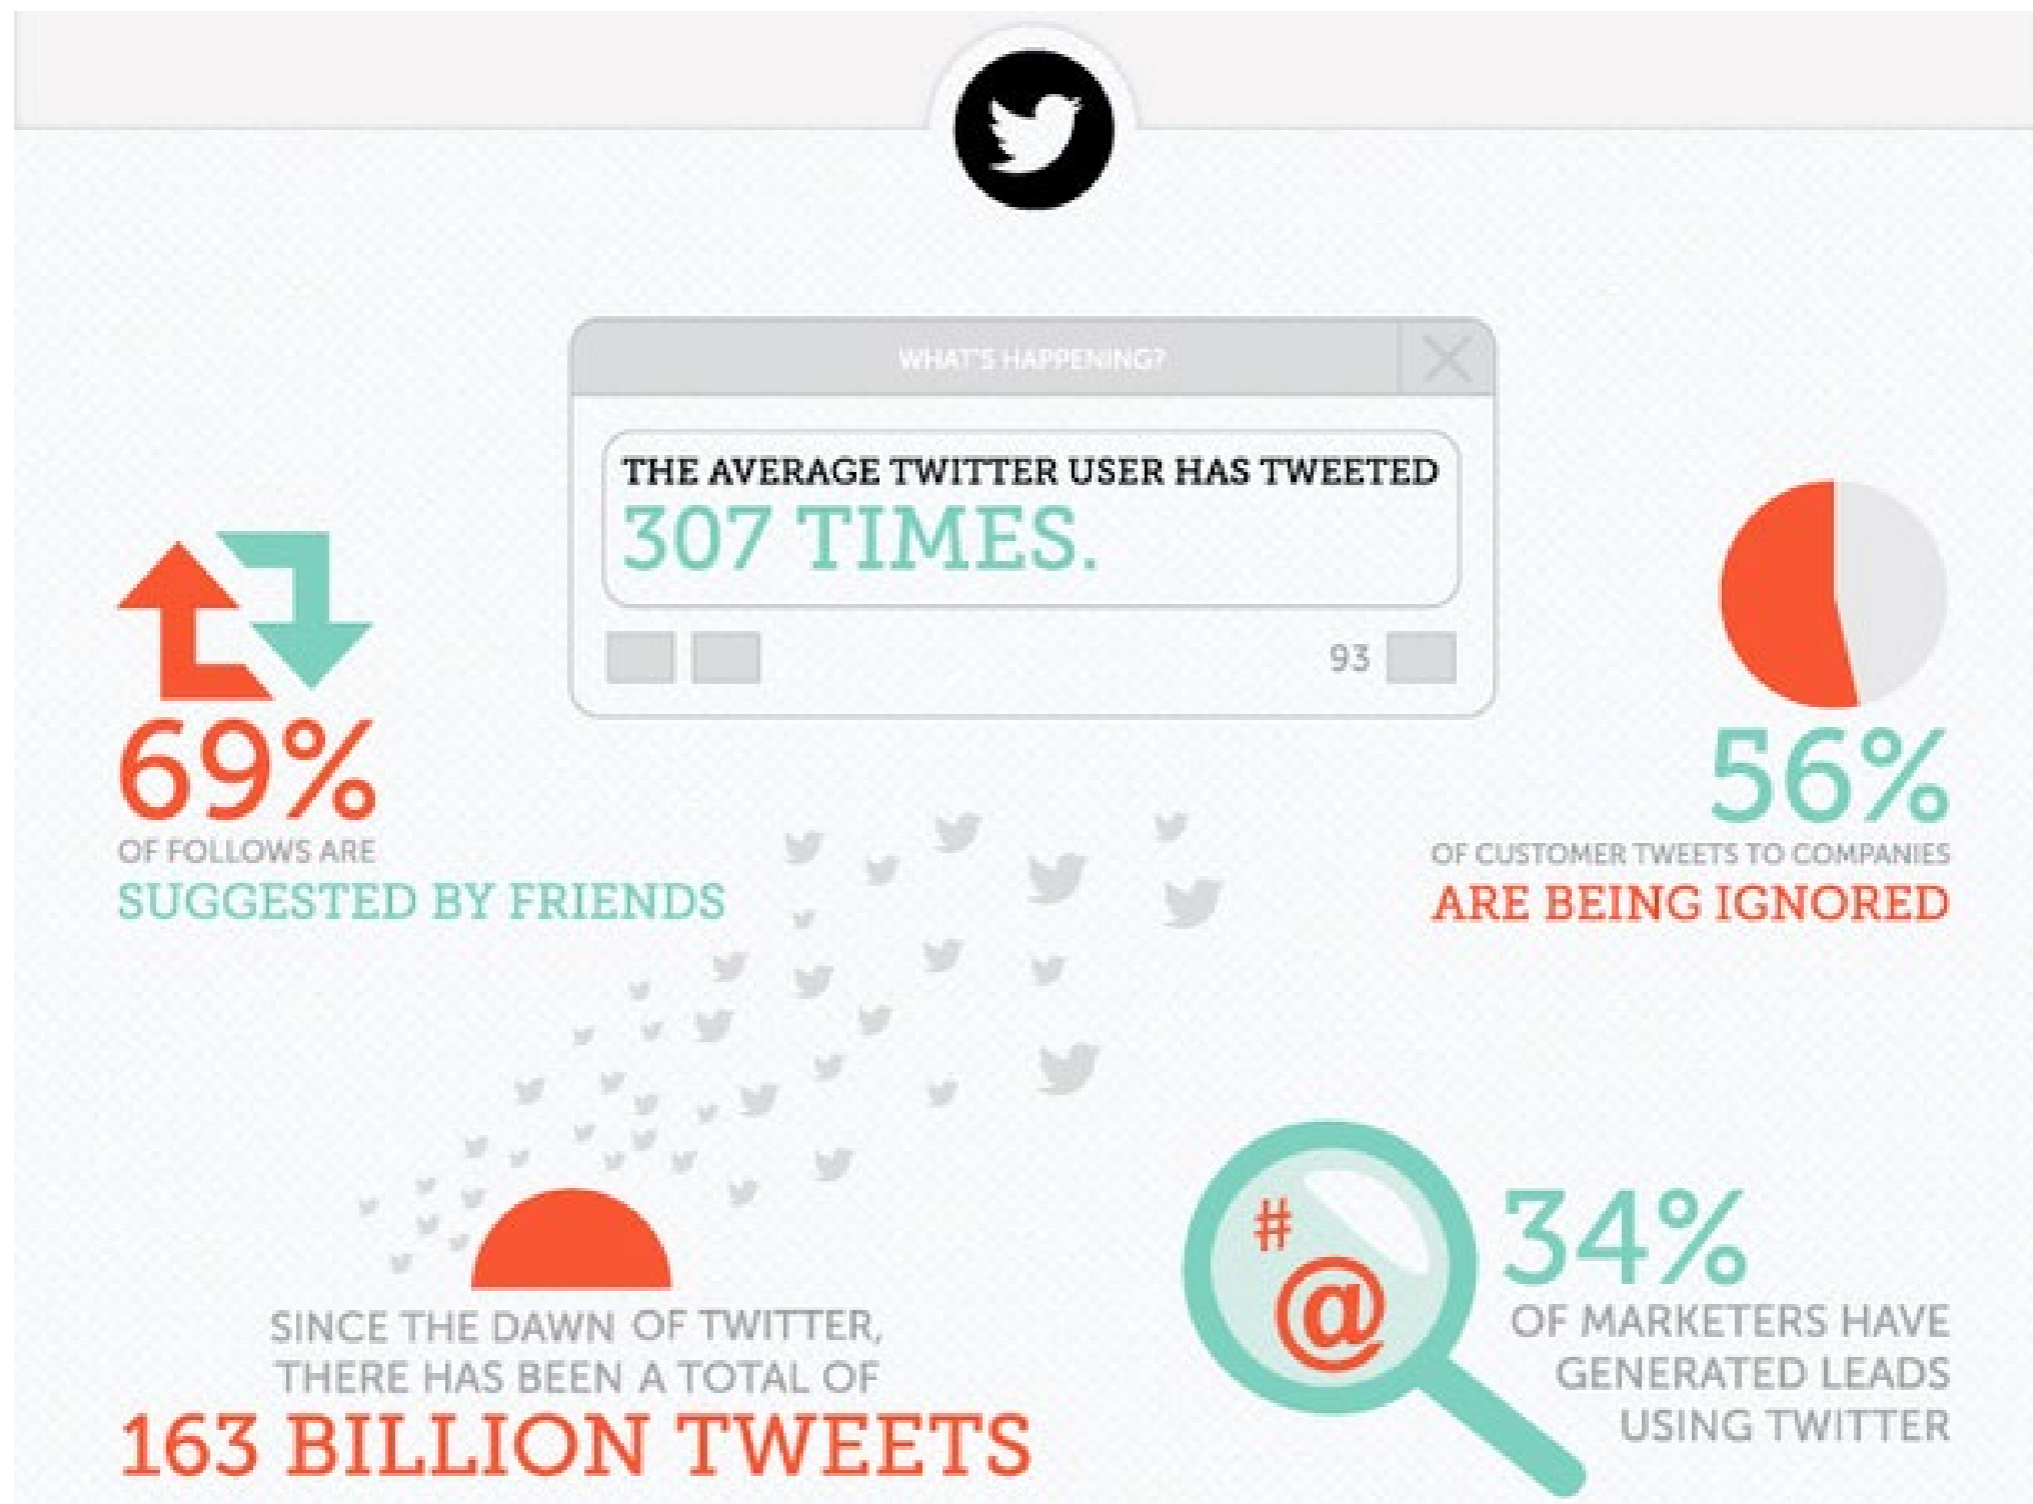 WHAT'S HAPPENING?
THE AVERAGE TWITTER USER HAS TWEETED
307 TIMES.
93
69%
OF FOLLOWS ARE
SUGGESTED BY FRIENDS
56%
OF CUSTOMER TWEETS TO COMPANIES
ARE BEING IGNORED
SINCE THE DAWN OF TWITTER,
THERE HAS BEEN A TOTAL OF
163 BILLION TWEETS
#
@
34%
OF MARKETERS HAVE
GENERATED LEADS
USING TWITTER